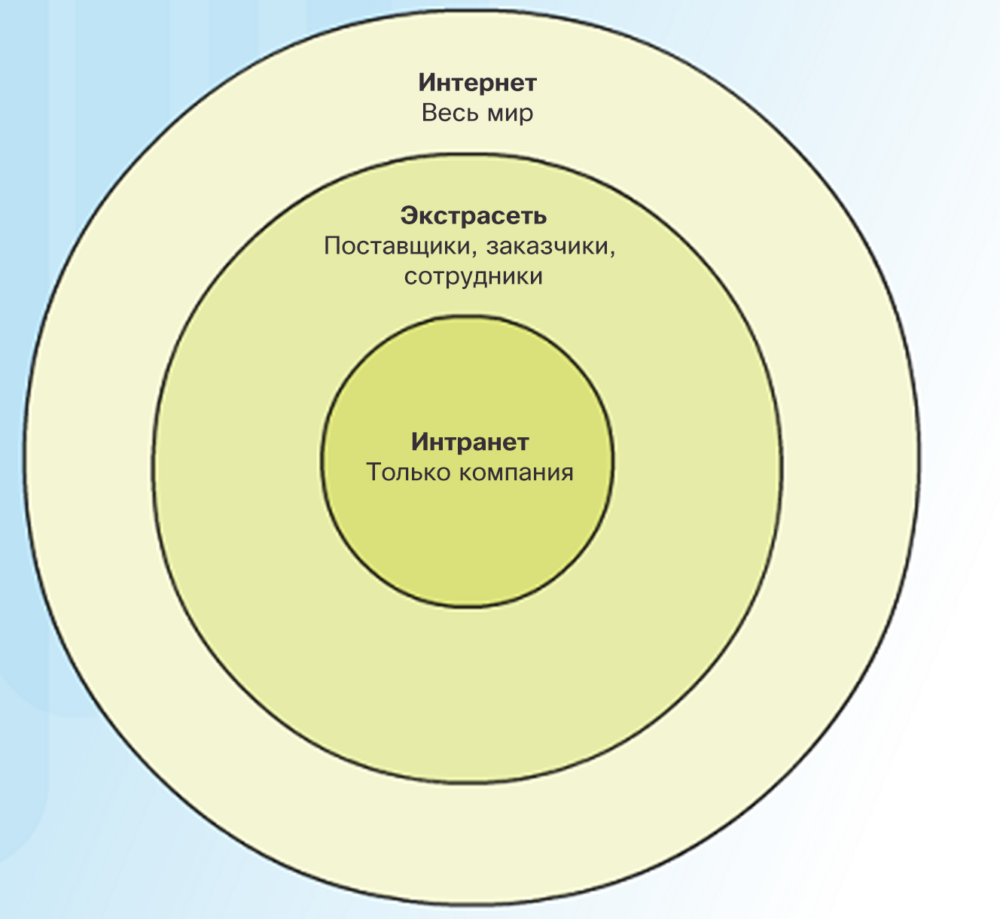 Интернет
Весь мир
Экстрасеть
Поставщики, заказчики,
сотрудники
Интранет
Только компания